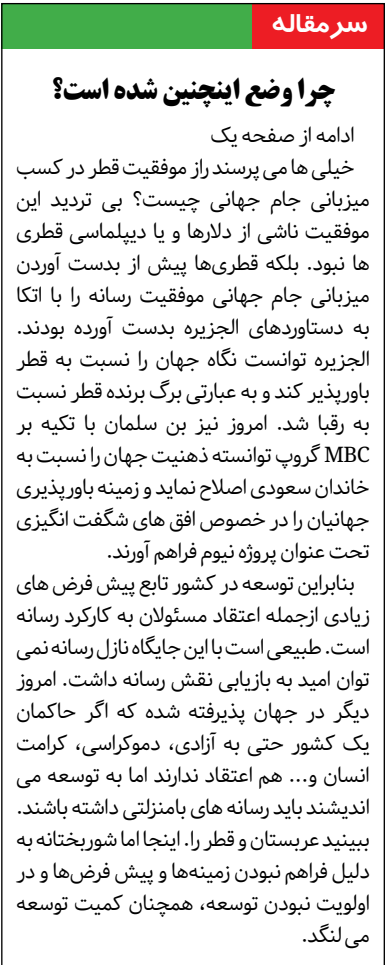 سرمقاله
چرا وضع اینچنین شده است؟
ادامه از صفحه یک
خیلی ها می پرسند راز موفقیت قطر در کسب
میزبانی جام جهانی چیست؟ بی تردید این
موفقیت ناشی از دلارها و یا دیپلماسی قطری
ها نبود. بلکه قطری‌ها پیش از بدست آوردن
میزبانی جام جهانی موفقیت رسانه را با اتکا
به دستاوردهای الجزیره بدست آورده بودند.
الجزیره توانست نگاه جهان را نسبت به قطر
باورپذیر کند و به عبارتی برگ برنده قطر نسبت
به رقبا شد. امروز نیز بن سلمان با تکیه بر
MBC گروپ توانسته ذهنیت جهان را نسبت به
خاندان سعودی اصلاح نماید و زمینه باورپذیری
جهانیان را در خصوص افق های شگفت انگیزی
تحت عنوان پروژه نیوم فراهم آورند.
بنابراین توسعه در کشور تابع پیش فرض های
زیادی ازجمله اعتقاد مسئولان به کارکرد رسانه
است. طبیعی است با این جایگاه نازل رسانه نمی
توان امید به بازیابی نقش رسانه داشت. امروز
دیگر در جهان پذیرفته شده که اگر حاکمان
یک کشور حتی به آزادی، دموکراسی، کرامت
انسان و... هم اعتقاد ندارند اما به توسعه می
اندیشند باید رسانه های بامنزلتی داشته باشند.
ببینید عربستان و قطر را. اینجا اما شوربختانه به
دلیل فراهم نبودن زمینه‌ها و پیش فرض‌ها و در
اولویت نبودن توسعه، همچنان کمیت توسعه
می لنگد.